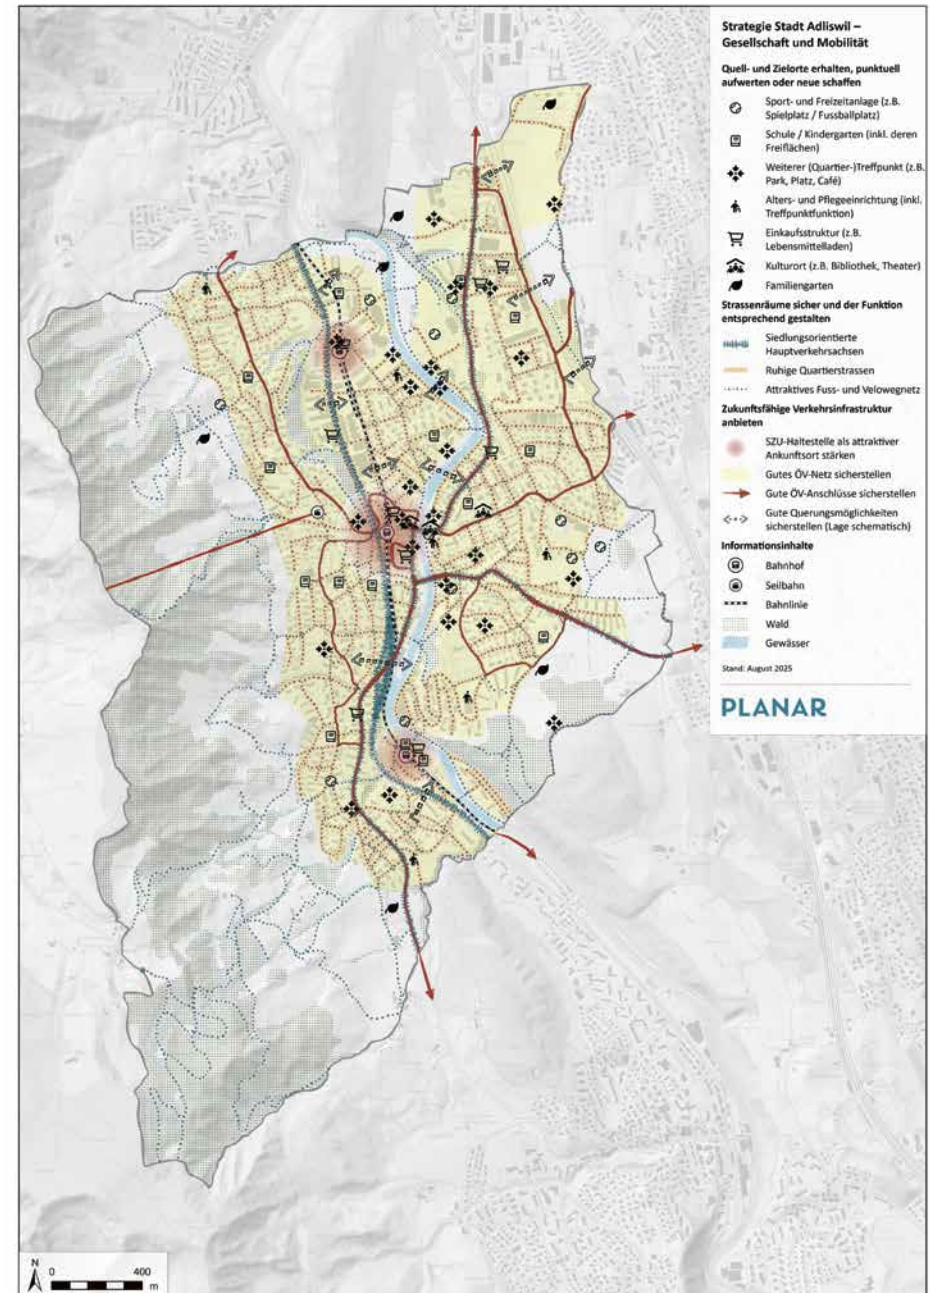 Strategie Stadt Adliswil –
Gesellschaft und Mobilität
Quell- und Zielorte erhalten, punktuell
aufwerten oder neue schaffen
Sport- und Freizeitanlage (z.B.
Spielplatz / Fussballplatz)
Schule / Kindergarten (inkl. deren
Freiflächen)
Weiterer (Quartier-)Treffpunkt (z.B.
Park, Platz, Café)
Alters- und Pflegeeinrichtung (inkl.
Treffpunktfunktion)
Einkaufsstruktur (z.B.
Lebensmittelladen)
Kulturort (z.B. Bibliothek, Theater)
Familiengarten
Strassenräume sicher und der Funktion
entsprechend gestalten
Siedlungsorientierte
Hauptverkehrsachsen
Ruhige Quartierstrassen
Attraktives Fuss- und Velowegnetz
Zukunftsfähige Verkehrsinfrastruktur
anbieten
SZU-Haltestelle als attraktiver
Ankunftsort stärken
Gutes ÖV-Netz sicherstellen
Gute ÖV-Anschlüsse sicherstellen
Gute Querungsmöglichkeiten
sicherstellen (Lage schematisch)
Informationsinhalte
Bahnhof
Seilbahn
Bahnlinie
Wald
Gewässer
Stand: August 2025
PLANAR
N
0 400
m